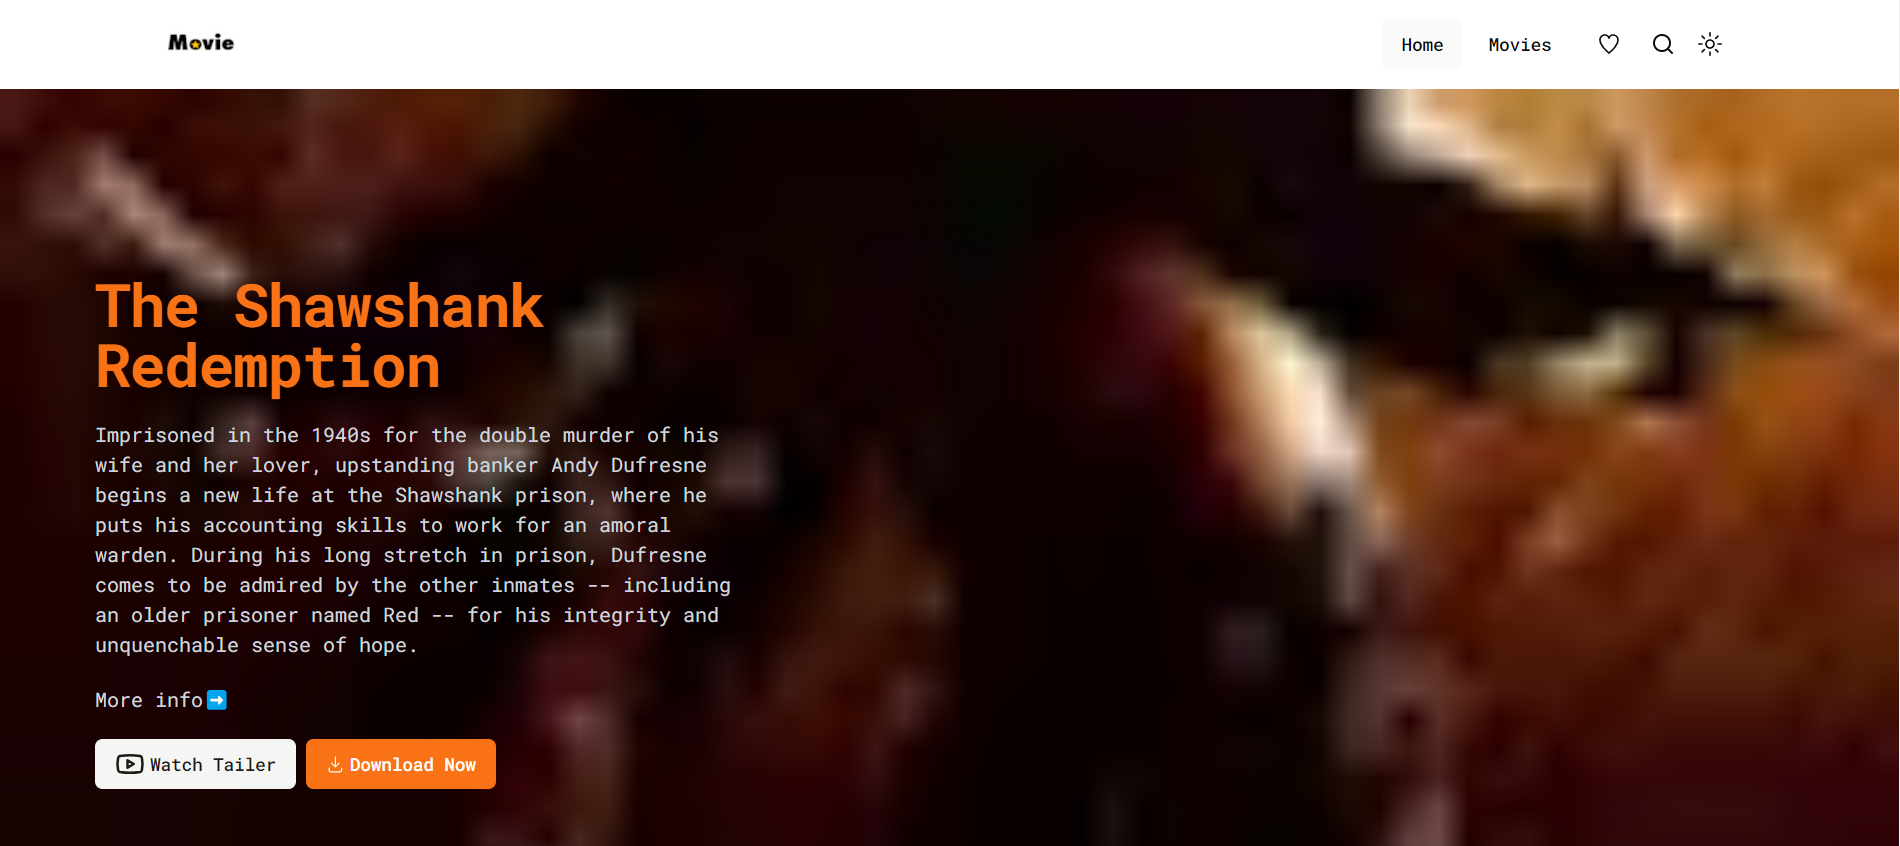 Movie
Home
Movies
The Shawshank
Redemption
Imprisoned in the 1940s for the double murder of his
wife and her lover, upstanding banker Andy Dufresne
begins a new life at the Shawshank prison, where he
puts his accounting skills to work for an amoral
warden. During his long stretch in prison, Dufresne
comes to be admired by the other inmates -- including
an older prisoner named Red -- for his integrity and
unquenchable sense of hope.
More info➡️
Watch Tailer
Download Now